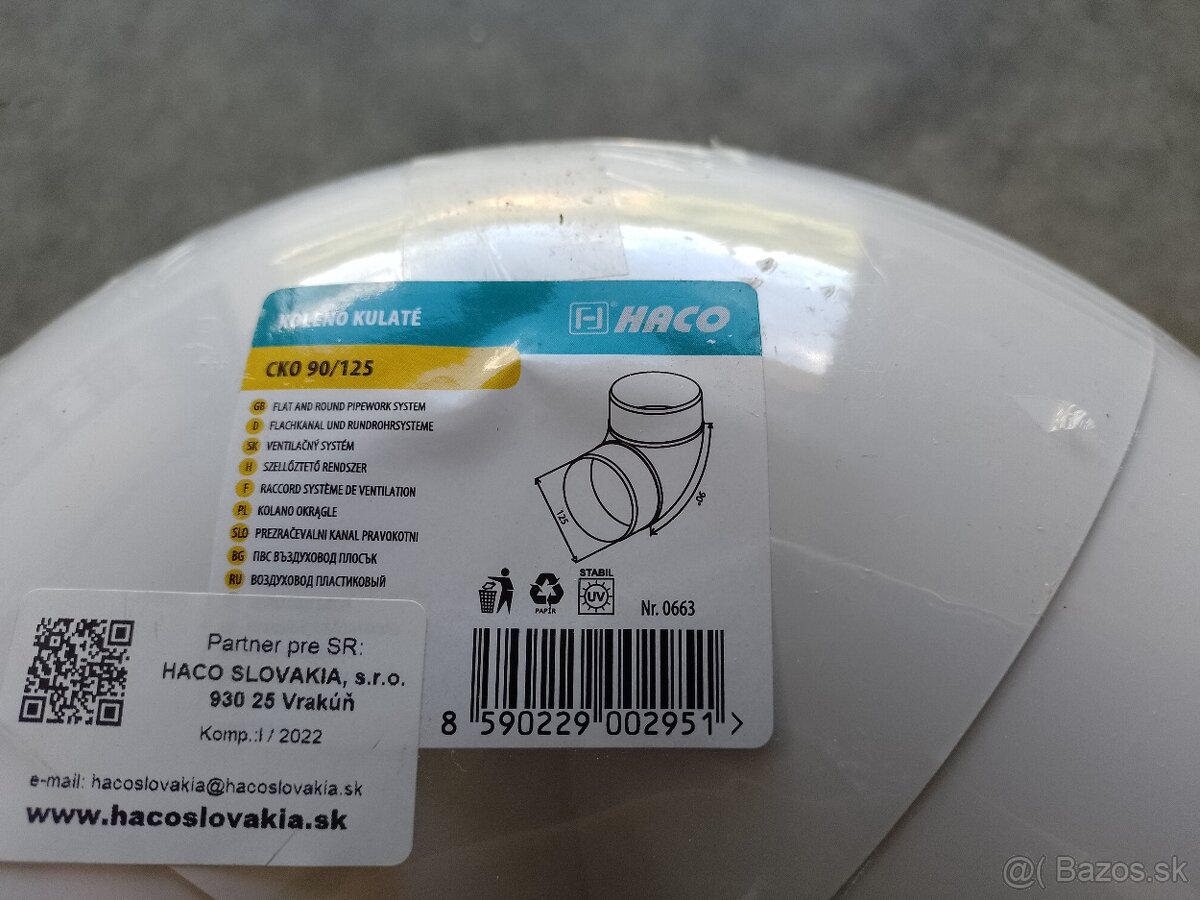 KOLENO KULATÉ
HACO
CKO 90/125
GB FLAT AND ROUND PIPEWORK SYSTEM
D FLACHKANAL UND RUNDROHRSYSTEME
SK VENTILAČNÝ SYSTÉM
H SZELLŐZTETŐ RENDSZER
F RACCORD SYSTÈME DE VENTILATION
PL KOLANO OKRĄGLE
SLO PREZRAČEVALNI KANAL PRAVOKOTNI
BG ПВС ВЪЗДУХОВОД ПЛОСЪК
RU ВОЗДУХОВОД ПЛАСТИКОВЫЙ
125
90°
PAPÍR
STABIL
UV
Nr. 0663
8 590229 002951 >
Partner pre SR:
HACO SLOVAKIA, s.r.o.
930 25 Vrakúň
Komp.:I / 2022
e-mail: hacoslovakia@hacoslovakia.sk
www.hacoslovakia.sk
@( Bazos.sk